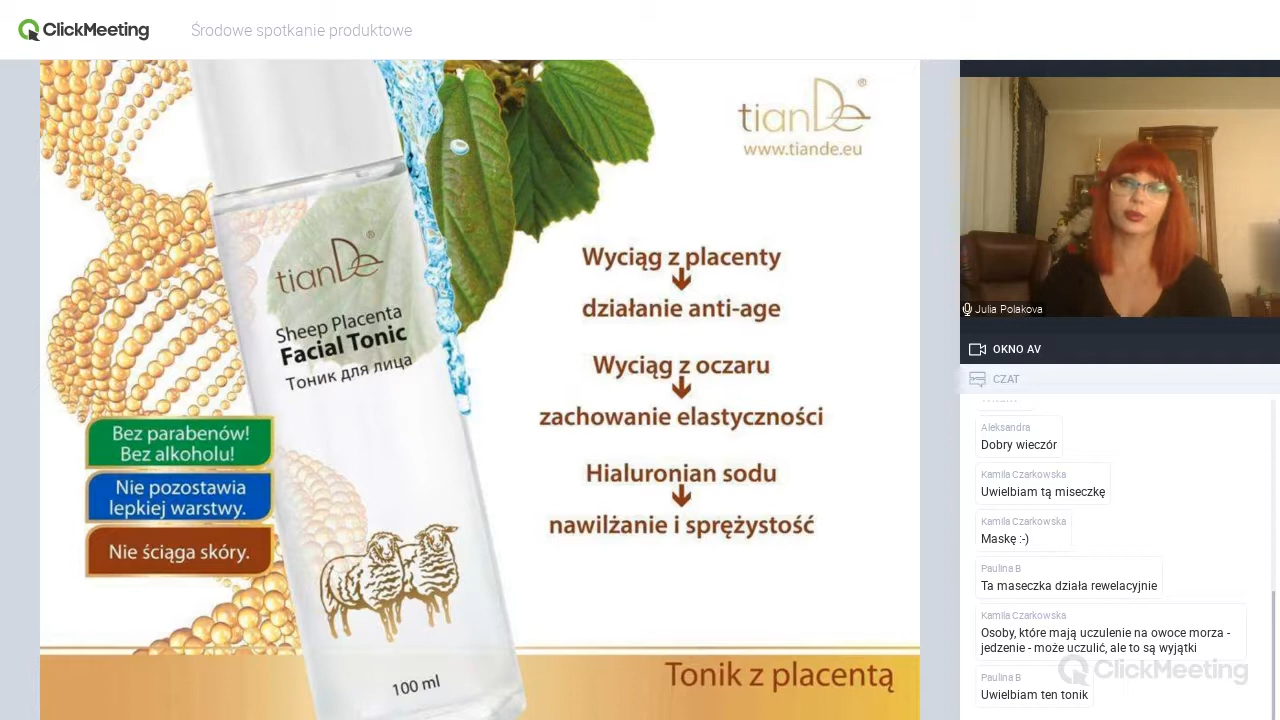 ClickMeeting
Środowe spotkanie produktowe
tianDe®
www.tiande.eu
tianDe®
Sheep Placenta
Facial Tonic
Тоник для лица
100 ml
Bez parabenów!
Bez alkoholu!
Nie pozostawia
lepkiej warstwy.
Nie ściąga skóry.
Wyciąg z placenty
działanie anti-age
Wyciąg z oczaru
zachowanie elastyczności
Hialuronian sodu
nawilżanie i sprężystość
Tonik z placentą
Julia Polakova
OKNO AV
CZAT
Aleksandra
Dobry wieczór
Kamila Czarkowska
Uwielbiam tą miseczkę
Kamila Czarkowska
Maskę :-)
Paulina B
Ta maseczka działa rewelacyjnie
Kamila Czarkowska
Osoby, które mają uczulenie na owoce morza -
jedzenie - może uczulić, ale to są wyjątki
Paulina B
Uwielbiam ten tonik
ClickMeeting